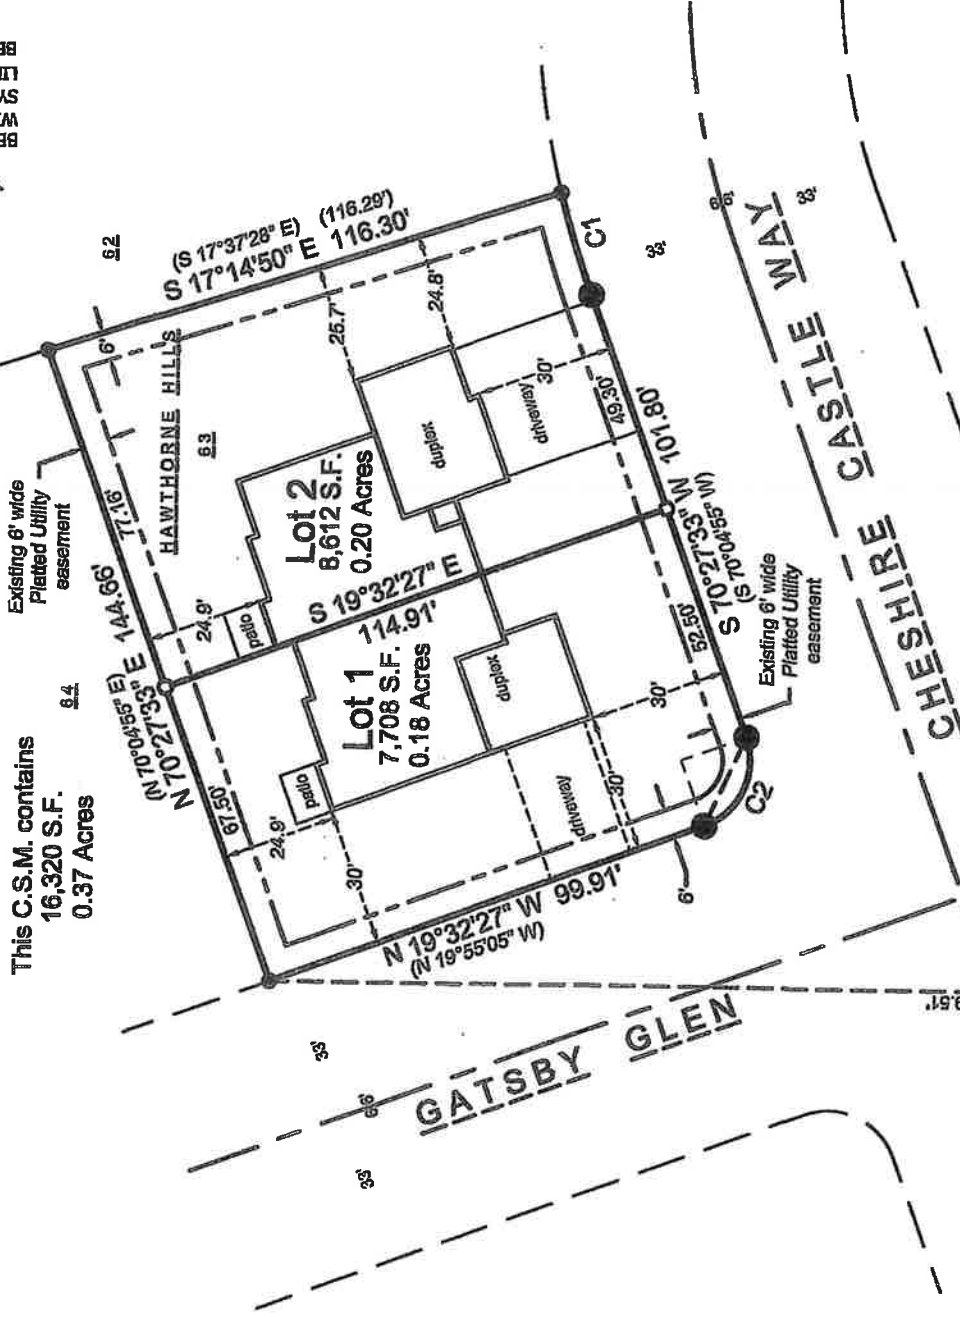 This C.S.M. contains
16,320 S.F.
0.37 Acres
Existing 6' wide
Platted Utility
easement
62
64
HAWTHORNE HILLS
63
(N 70°04'55" E)
N 70°27'33" E 144.66'
67.50'
77.16'
(S 17°37'28" E) (116.29')
S 17°14'50" E 116.30'
6'
25.7'
24.8'
24.9'
Patio
Lot 2
8,612 S.F.
0.20 Acres
duplex
driveway
30'
49.30'
S 19°32'27" E
114.91'
Lot 1
7,708 S.F.
0.18 Acres
24.9'
Patio
duplex
driveway
30'
30'
30'
52.50'
S 70°27'33" W 101.80'
(S 70°04'55" W)
C1
C2
Existing 6' wide
Platted Utility
easement
N 19°32'27" W 99.91'
(N 19°55'05" W)
6'
33'
66'
33'
GATSBY GLEN
33'
66'
33'
CHESHIRE CASTLE WAY